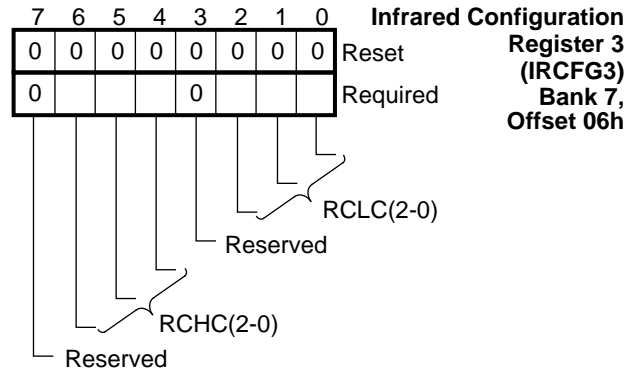 7 6 5 4 3 2 1 0
Infrared Configuration
Register 3
(IRCFG3)
Bank 7,
Offset 06h
0 0 0 0 0 0 0 0 Reset
0 0 Required
RCLC(2-0)
Reserved
RCHC(2-0)
Reserved